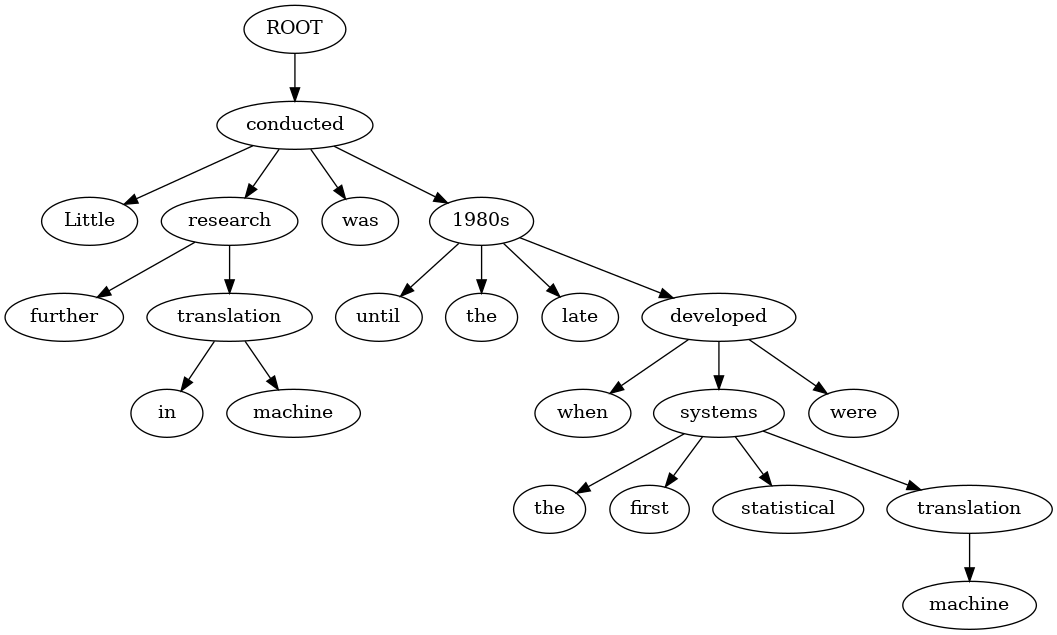 ROOT
conducted
Little research was 1980s
further translation until the late developed
in machine when systems were
the first statistical translation
machine